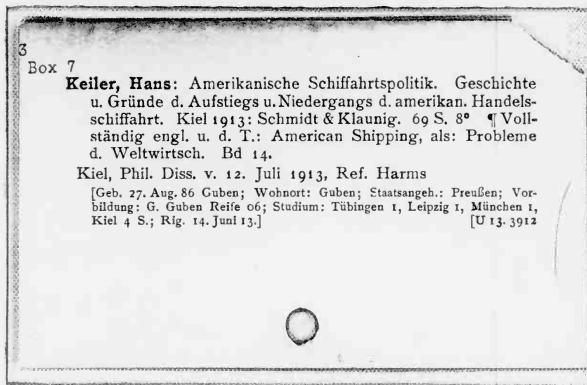 3
Box 7
Keiler, Hans: Amerikanische Schiffahrtspolitik. Geschichte
u. Gründe d. Aufstiegs u. Niedergangs d. amerikan. Handels-
schiffahrt. Kiel 1913: Schmidt & Klaunig. 69 S. 8° ¶ Voll-
ständig engl. u. d. T.: American Shipping, als: Probleme
d. Weltwirtsch. Bd 14.
Kiel, Phil. Diss. v. 12. Juli 1913, Ref. Harms
[Geb. 27. Aug. 86 Guben; Wohnort: Guben; Staatsangeh.: Preußen; Vor-
bildung: G. Guben Reife 06; Studium: Tübingen 1, Leipzig 1, München 1,
Kiel 4 S.; Rig. 14. Juni 13.] [U 13. 3912